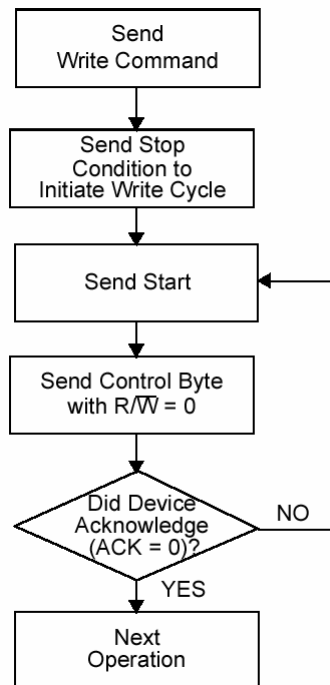 Send
Write Command
Send Stop
Condition to
Initiate Write Cycle
Send Start
Send Control Byte
with R/W̅ = 0
Did Device
Acknowledge
(ACK = 0)?
NO
YES
Next
Operation